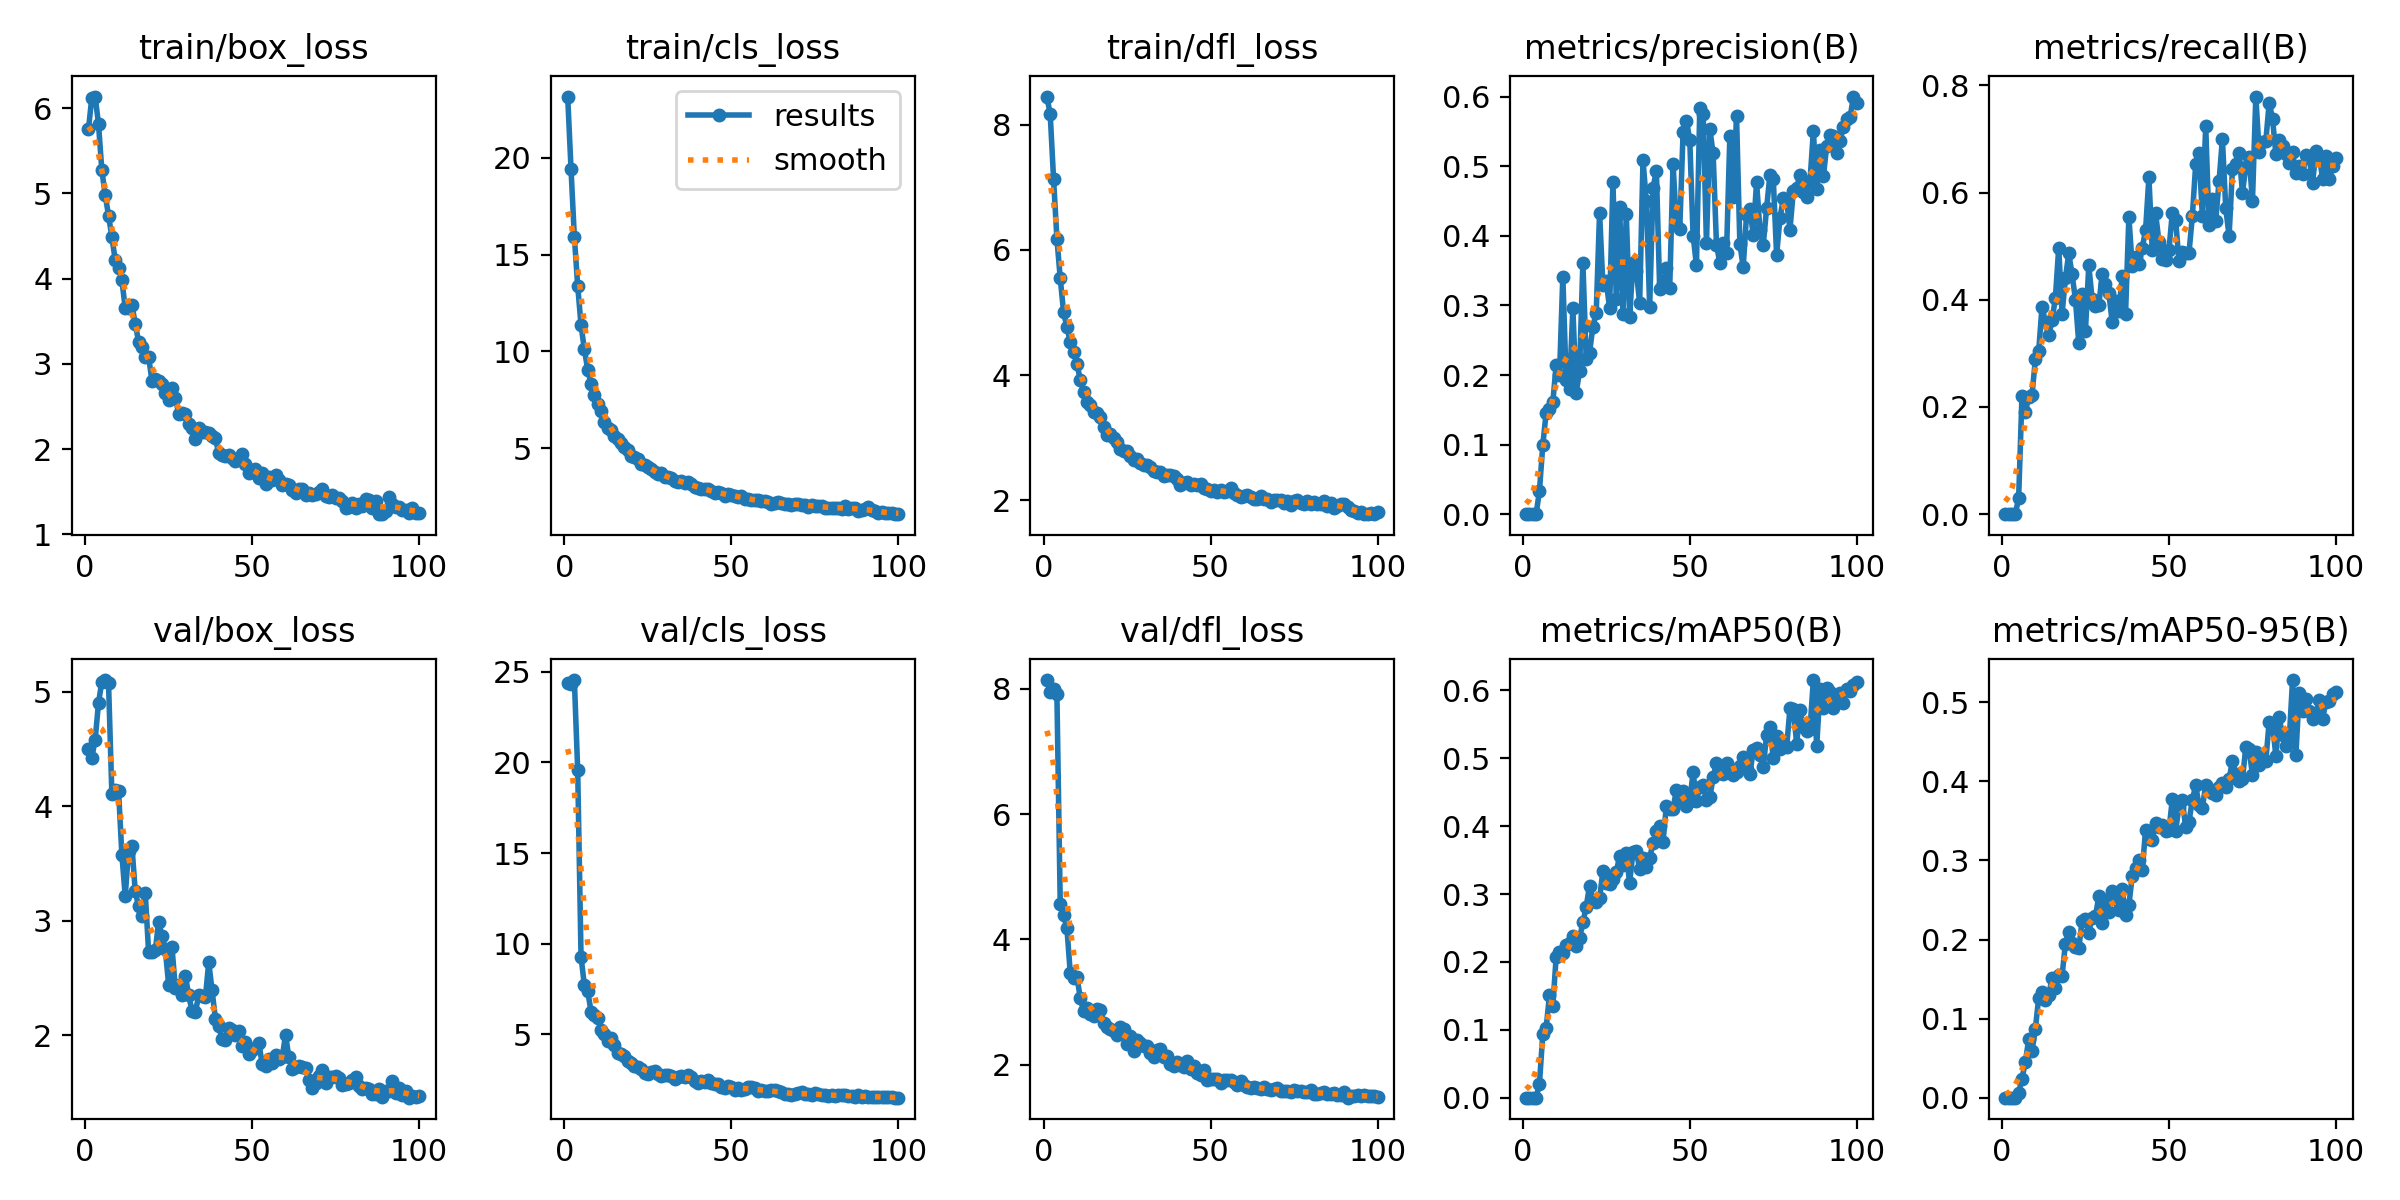 train/box_loss
6
5
4
3
2
1
0 50 100
train/cls_loss
results
smooth
20
15
10
5
0 50 100
train/dfl_loss
8
6
4
2
0 50 100
metrics/precision(B)
0.6
0.5
0.4
0.3
0.2
0.1
0.0
0 50 100
metrics/recall(B)
0.8
0.6
0.4
0.2
0.0
0 50 100
val/box_loss
5
4
3
2
0 50 100
val/cls_loss
25
20
15
10
5
0 50 100
val/dfl_loss
8
6
4
2
0 50 100
metrics/mAP50(B)
0.6
0.5
0.4
0.3
0.2
0.1
0.0
0 50 100
metrics/mAP50-95(B)
0.5
0.4
0.3
0.2
0.1
0.0
0 50 100